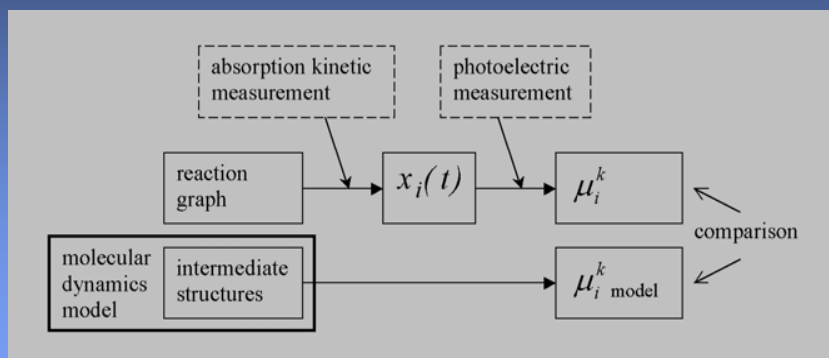 absorption kinetic
measurement
photoelectric
measurement
reaction
graph
x_i(t)
μ_i^k
comparison
molecular
dynamics
model
intermediate
structures
μ_i^k model